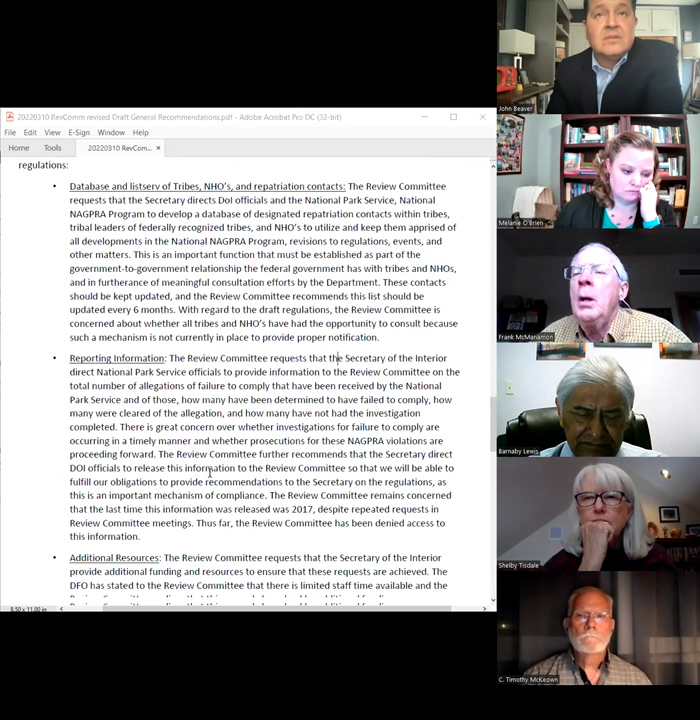 20220310 RevComm revised Draft General Recommendations.pdf - Adobe Acrobat Pro DC (32-bit)
File Edit View E-Sign Window Help
Home Tools 20220310 RevCom... ×
regulations:
• Database and listserv of Tribes, NHO's, and repatriation contacts: The Review Committee
requests that the Secretary directs DoI officials and the National Park Service, National
NAGPRA Program to develop a database of designated repatriation contacts within tribes,
tribal leaders of federally recognized tribes, and NHO's to utilize and keep them apprised of
all developments in the National NAGPRA Program, revisions to regulations, events, and
other matters. This is an important function that must be established as part of the
government-to-government relationship the federal government has with tribes and NHOs,
and in furtherance of meaningful consultation efforts by the Department. These contacts
should be kept updated, and the Review Committee recommends this list should be
updated every 6 months. With regard to the draft regulations, the Review Committee is
concerned about whether all tribes and NHO's have had the opportunity to consult because
such a mechanism is not currently in place to provide proper notification.
• Reporting Information: The Review Committee requests that the Secretary of the Interior
direct National Park Service officials to provide information to the Review Committee on the
total number of allegations of failure to comply that have been received by the National
Park Service and of those, how many have been determined to have failed to comply, how
many were cleared of the allegation, and how many have not had the investigation
completed. There is great concern over whether investigations for failure to comply are
occurring in a timely manner and whether prosecutions for these NAGPRA violations are
proceeding forward. The Review Committee further recommends that the Secretary direct
DOI officials to release this information to the Review Committee so that we will be able to
fulfill our obligations to provide recommendations to the Secretary on the regulations, as
this is an important mechanism of compliance. The Review Committee remains concerned
that the last time this information was released was 2017, despite repeated requests in
Review Committee meetings. Thus far, the Review Committee has been denied access to
this information.
• Additional Resources: The Review Committee requests that the Secretary of the Interior
provide additional funding and resources to ensure that these requests are achieved. The
DFO has stated to the Review Committee that there is limited staff time available and the
8.50 x 11.00 in
John Beaver
Melanie O'Brien
Frank McManamon
Barnaby Lewis
Shelby Tisdale
C. Timothy McKeown